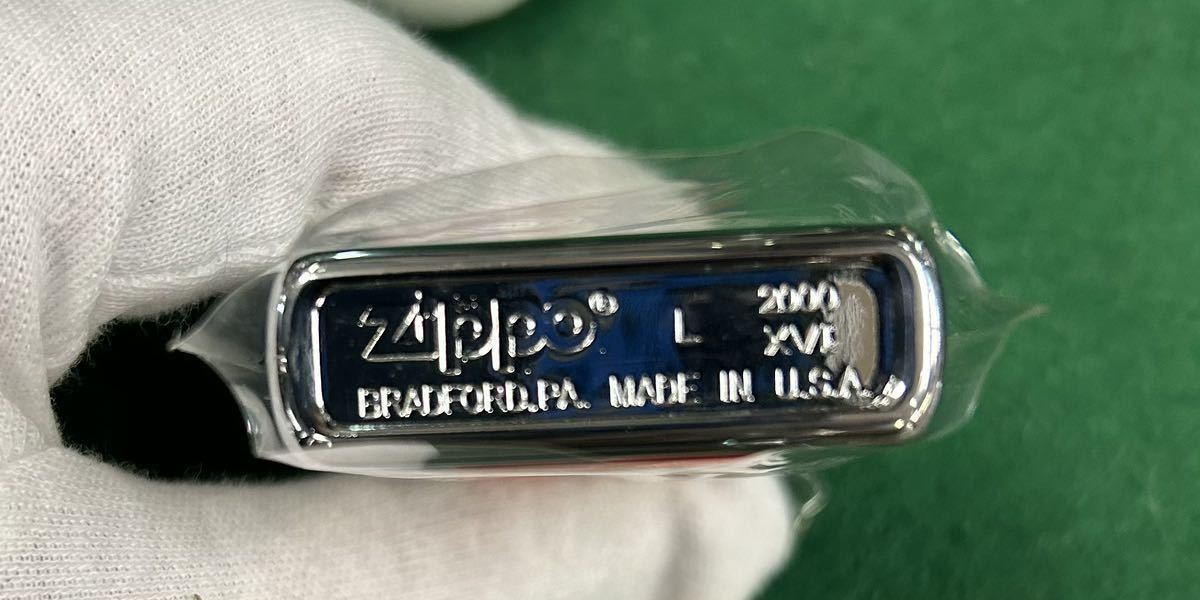 Zippo® L 2000
XVI
BRADFORD,PA. MADE IN U.S.A.